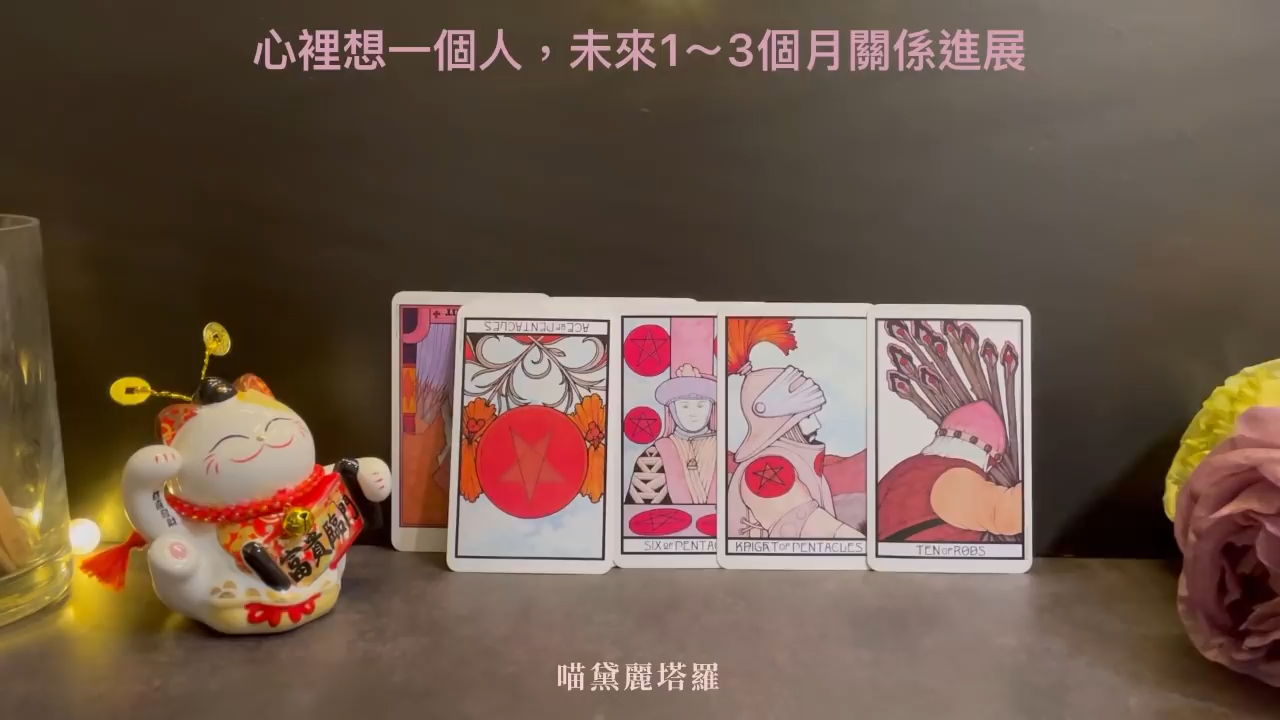 心裡想一個人，未來1～3個月關係進展
ACE OF PENTACLES
SIX OF PENTA
KNIGHT OF PENTACLES
TEN OF RODS
富貴臨門
喵黛麗塔羅